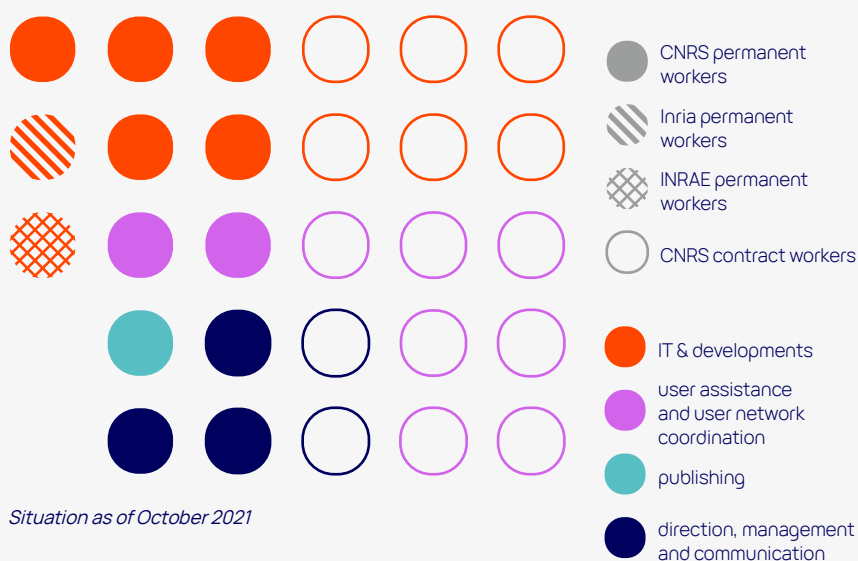 CNRS permanent
workers
Inria permanent
workers
INRAE permanent
workers
CNRS contract workers
IT & developments
user assistance
and user network
coordination
publishing
direction, management
and communication
Situation as of October 2021